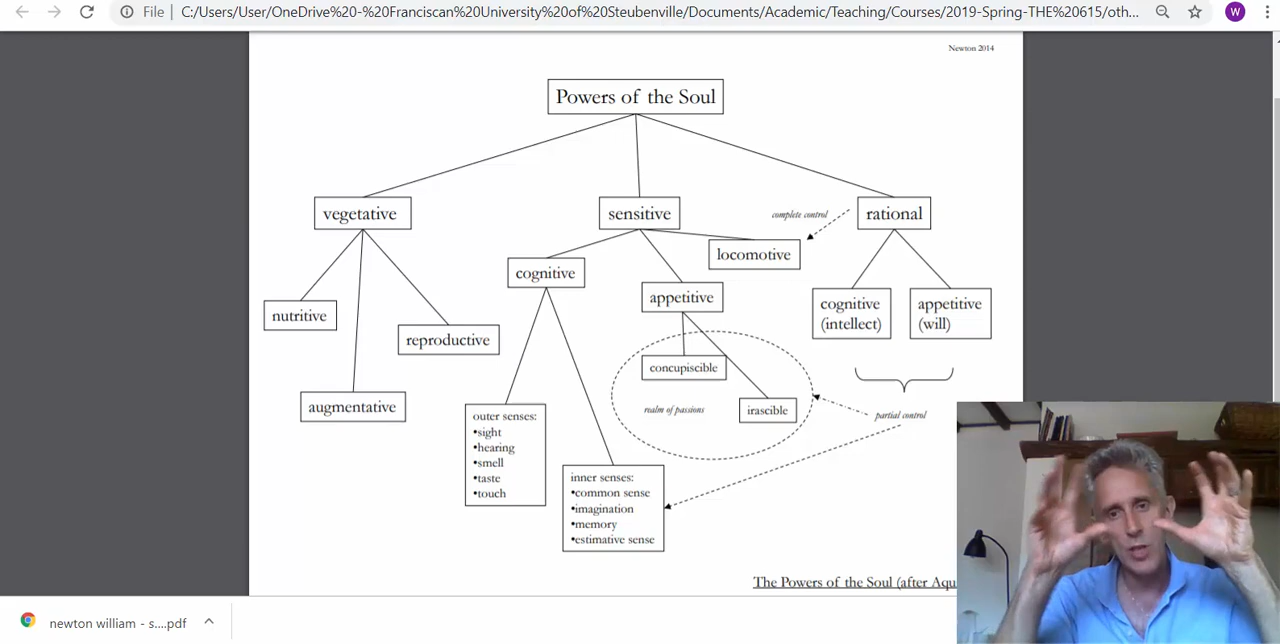 File
C:/Users/User/OneDrive%20-%20Franciscan%20University%20of%20Steubenville/Documents/Academic/Teaching/Courses/2019-Spring-THE%20615/oth...
W
Newton 2014
Powers of the Soul
vegetative
sensitive
complete control
rational
locomotive
cognitive
appetitive
nutritive
cognitive
(intellect)
appetitive
(will)
reproductive
concupiscible
augmentative
realm of passions
irascible
partial control
outer senses:
•sight
•hearing
•smell
•taste
•touch
inner senses:
•common sense
•imagination
•memory
•estimative sense
The Powers of the Soul (after Aqu
newton william - s....pdf